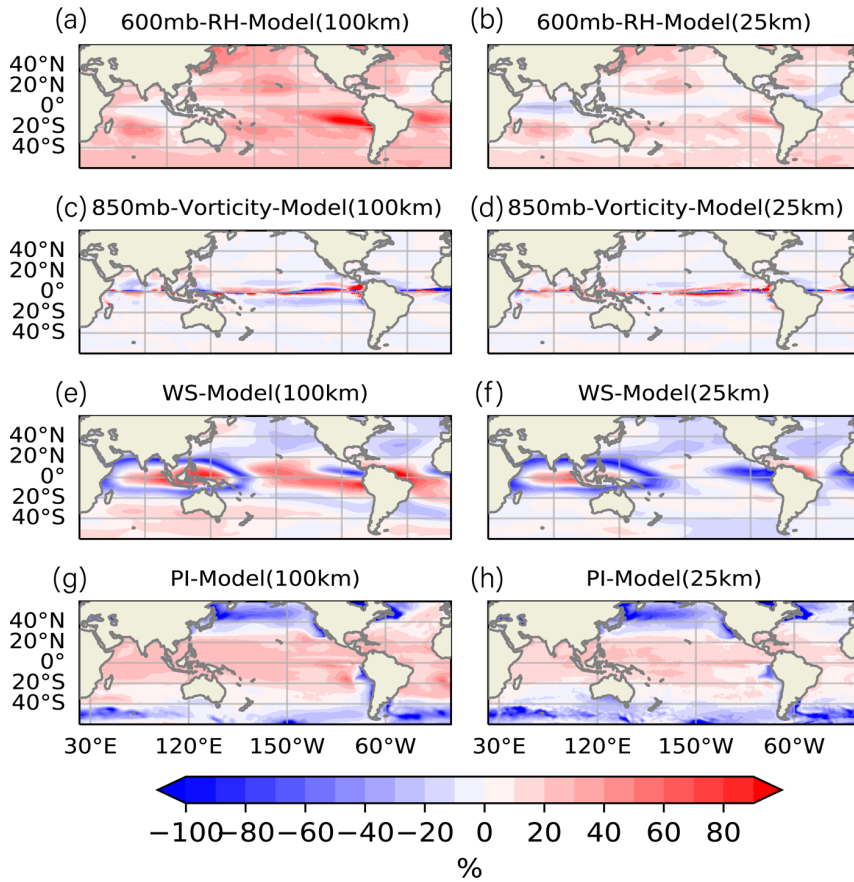 (a) 600mb-RH-Model(100km)
(b) 600mb-RH-Model(25km)
40°N
20°N
0°
20°S
40°S
(c) 850mb-Vorticity-Model(100km)
(d) 850mb-Vorticity-Model(25km)
40°N
20°N
0°
20°S
40°S
(e) WS-Model(100km)
(f) WS-Model(25km)
40°N
20°N
0°
20°S
40°S
(g) PI-Model(100km)
(h) PI-Model(25km)
40°N
20°N
0°
20°S
40°S
30°E 120°E 150°W 60°W 30°E 120°E 150°W 60°W
−100 −80 −60 −40 −20 0 20 40 60 80
%